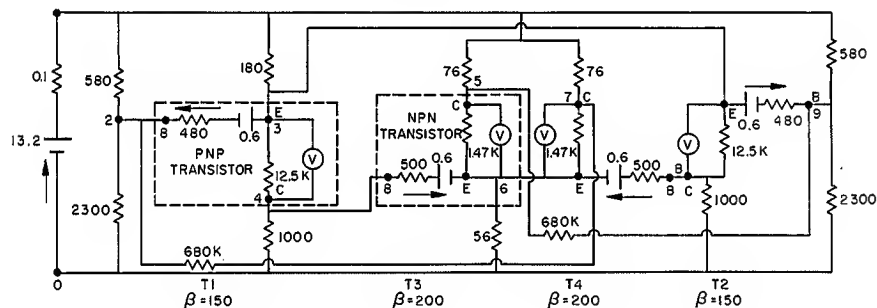 0.1
13.2
0
580
2
2300
180
8
480
0.6
E
3
PNP
TRANSISTOR
12.5K
C
4
V
1000
680K
T1
β=150
76
5
C
NPN
TRANSISTOR
1.47K
V
8
500
0.6
E
6
56
T3
β=200
76
7
C
V
1.47K
E
680K
T4
β=200
0.6
500
B
B
C
V
E
0.6
480
B
9
12.5K
1000
T2
β=150
580
2300